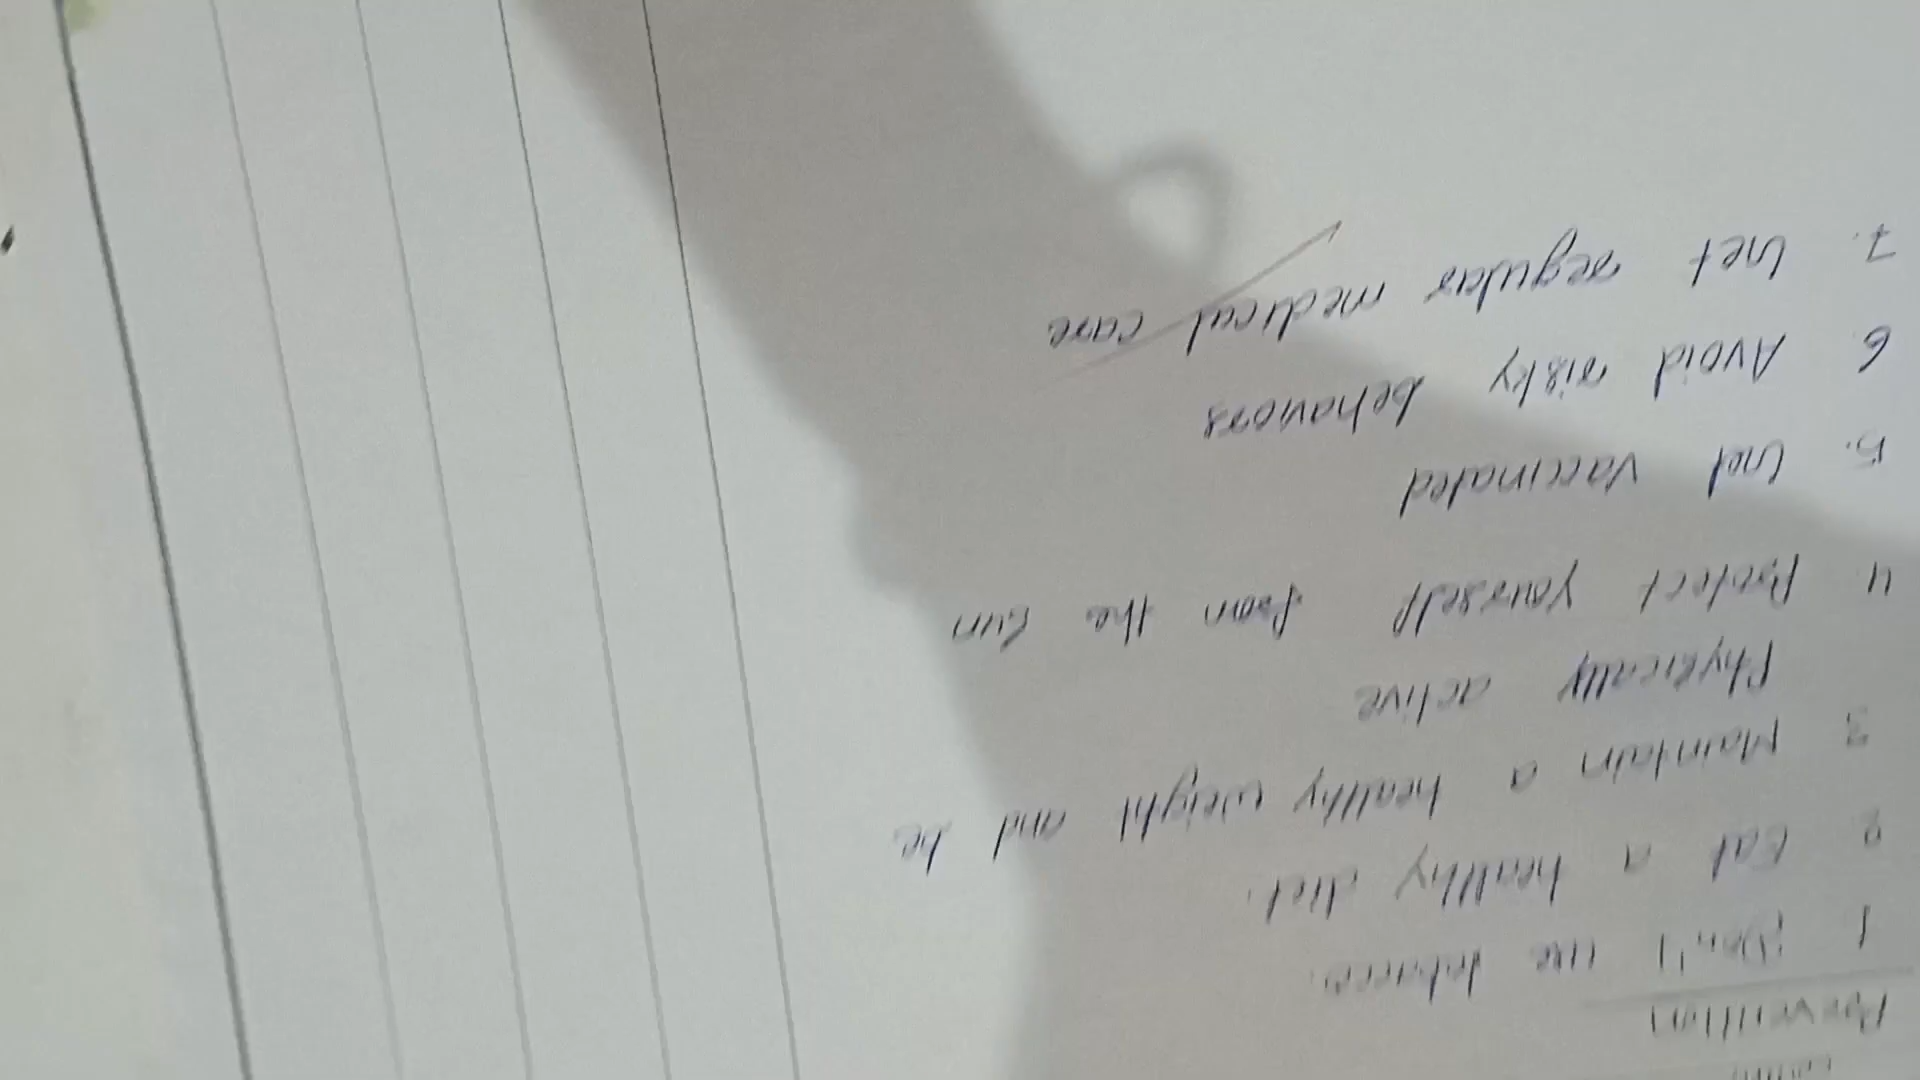 Prevention
1 Don't use tobacco.
2 Eat a healthy diet.
3 Maintain a healthy weight and be
Physically active
4 Protect yourself from the sun
5. Get vaccinated
6 Avoid risky behaviors
7. Get regular medical care